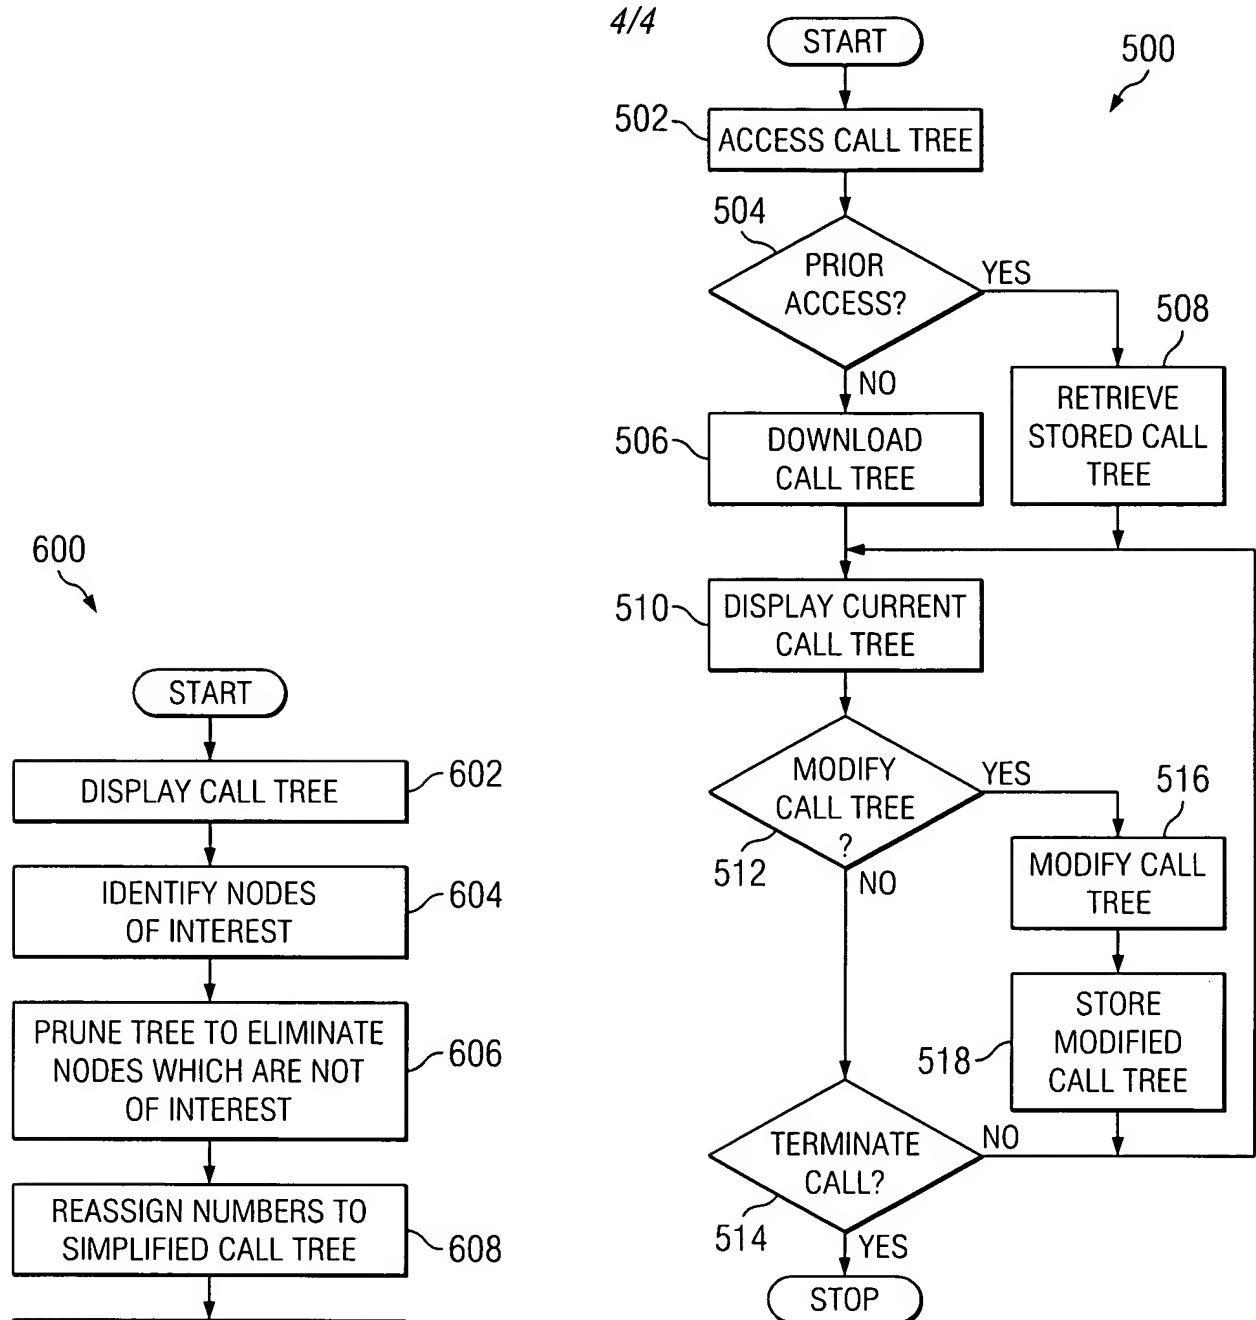 4/4
START
500
502
ACCESS CALL TREE
504
PRIOR
ACCESS?
YES
NO
508
RETRIEVE
STORED CALL
TREE
506
DOWNLOAD
CALL TREE
510
DISPLAY CURRENT
CALL TREE
MODIFY
CALL TREE
?
YES
512
NO
516
MODIFY CALL
TREE
518
STORE
MODIFIED
CALL TREE
TERMINATE
CALL?
NO
514
YES
STOP
600
START
DISPLAY CALL TREE
602
IDENTIFY NODES
OF INTEREST
604
PRUNE TREE TO ELIMINATE
NODES WHICH ARE NOT
OF INTEREST
606
REASSIGN NUMBERS TO
SIMPLIFIED CALL TREE
608